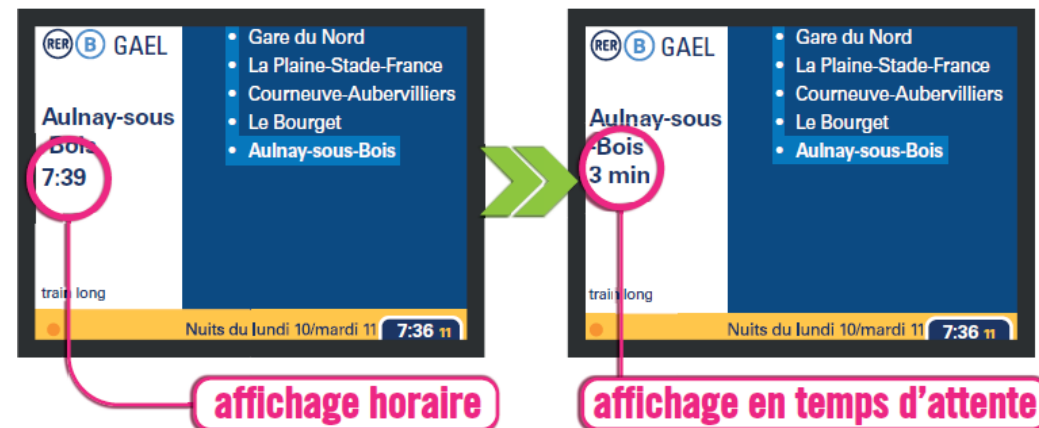 RER B GAEL
Aulnay-sous
-Bois
7:39
train long
• Gare du Nord
• La Plaine-Stade-France
• Courneuve-Aubervilliers
• Le Bourget
• Aulnay-sous-Bois
Nuits du lundi 10/mardi 11 7:36 11
affichage horaire
RER B GAEL
Aulnay-sous
-Bois
3 min
train long
• Gare du Nord
• La Plaine-Stade-France
• Courneuve-Aubervilliers
• Le Bourget
• Aulnay-sous-Bois
Nuits du lundi 10/mardi 11 7:36 11
affichage en temps d'attente